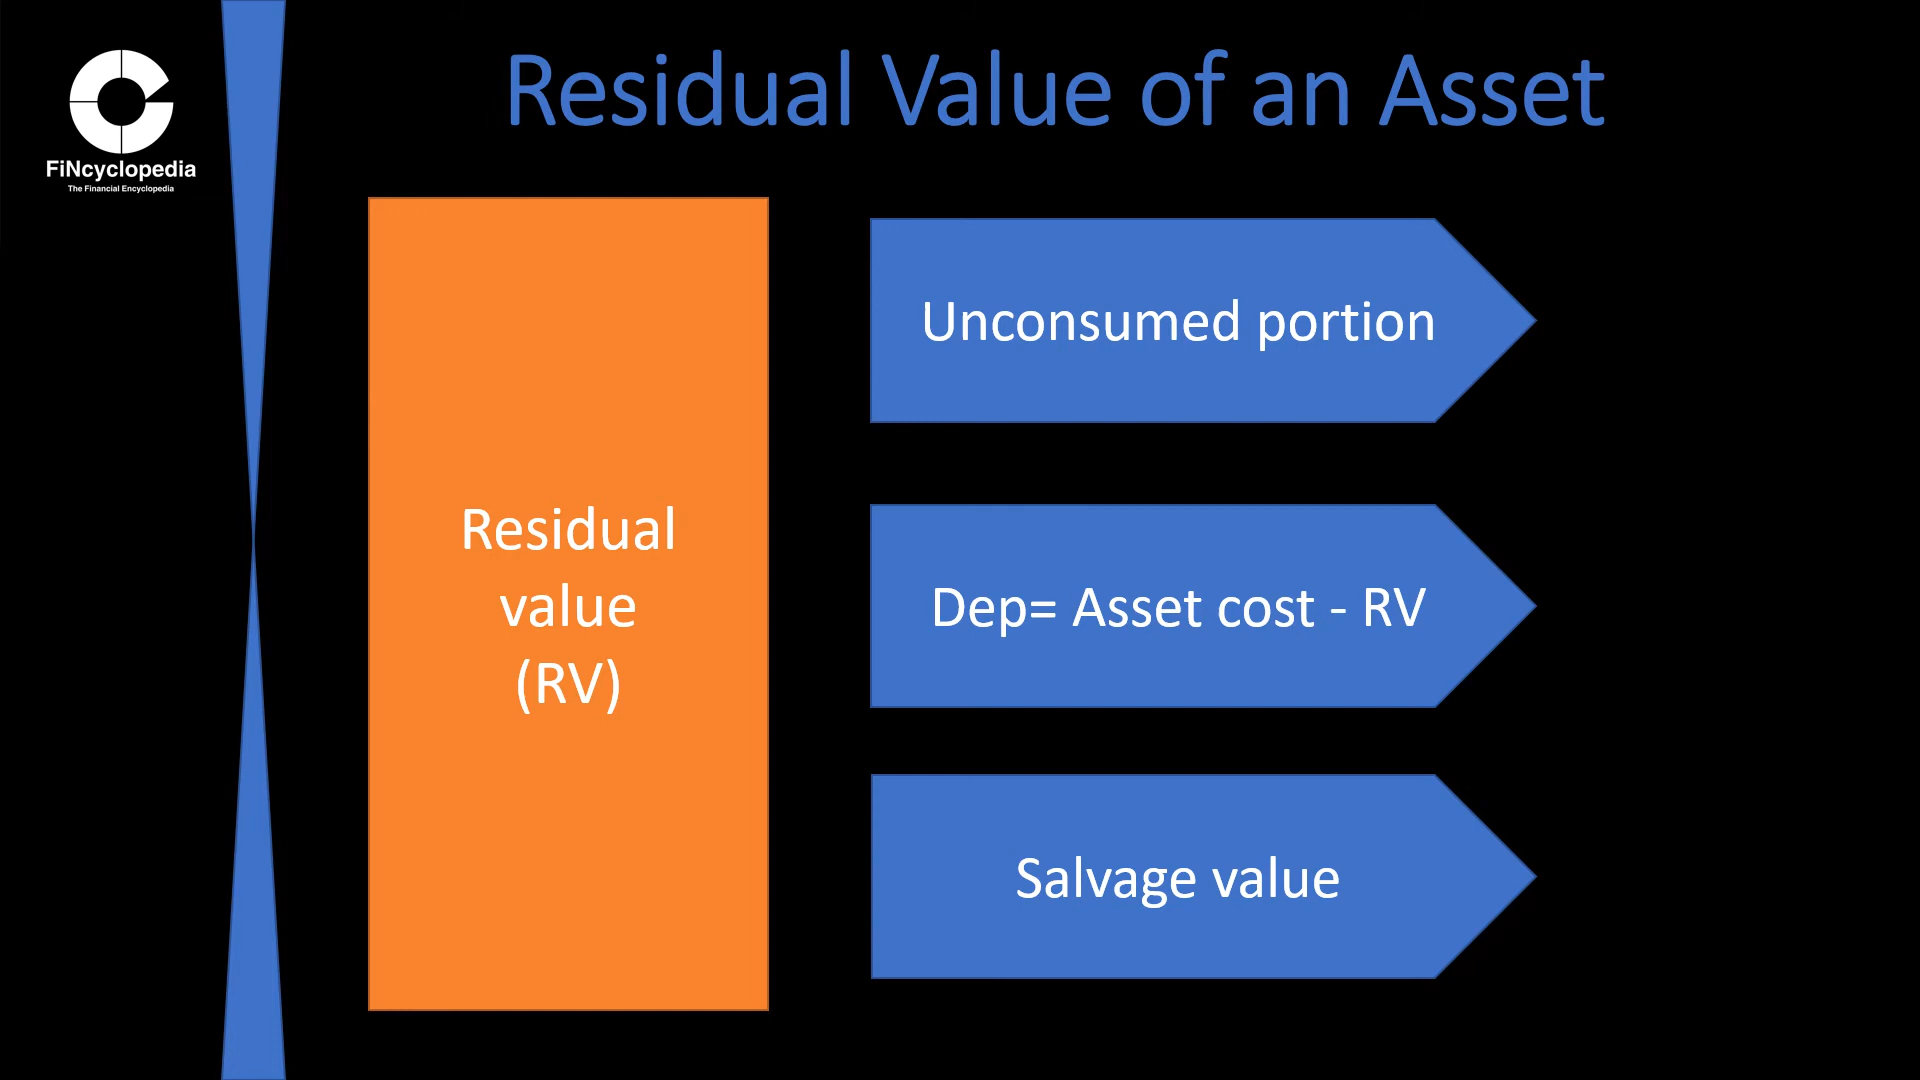 FiNcyclopedia
The Financial Encyclopedia
Residual Value of an Asset
Residual
value
(RV)
Unconsumed portion
Dep= Asset cost - RV
Salvage value